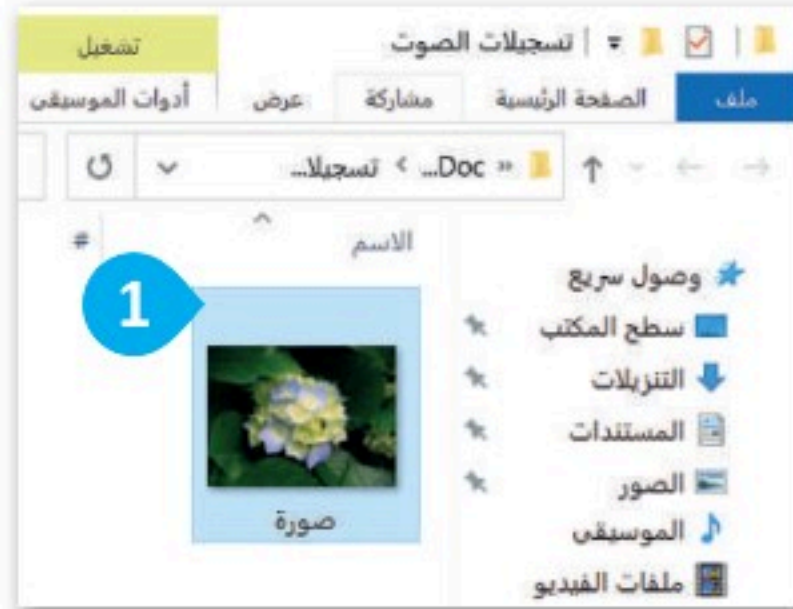 تسجيلات الصوت
تشغيل
ملف
الصفحة الرئيسية
مشاركة
عرض
أدوات الموسيقى
Doc... › تسجيلا...
الاسم
#
1
صورة
وصول سريع
سطح المكتب
التنزيلات
المستندات
الصور
الموسيقى
ملفات الفيديو